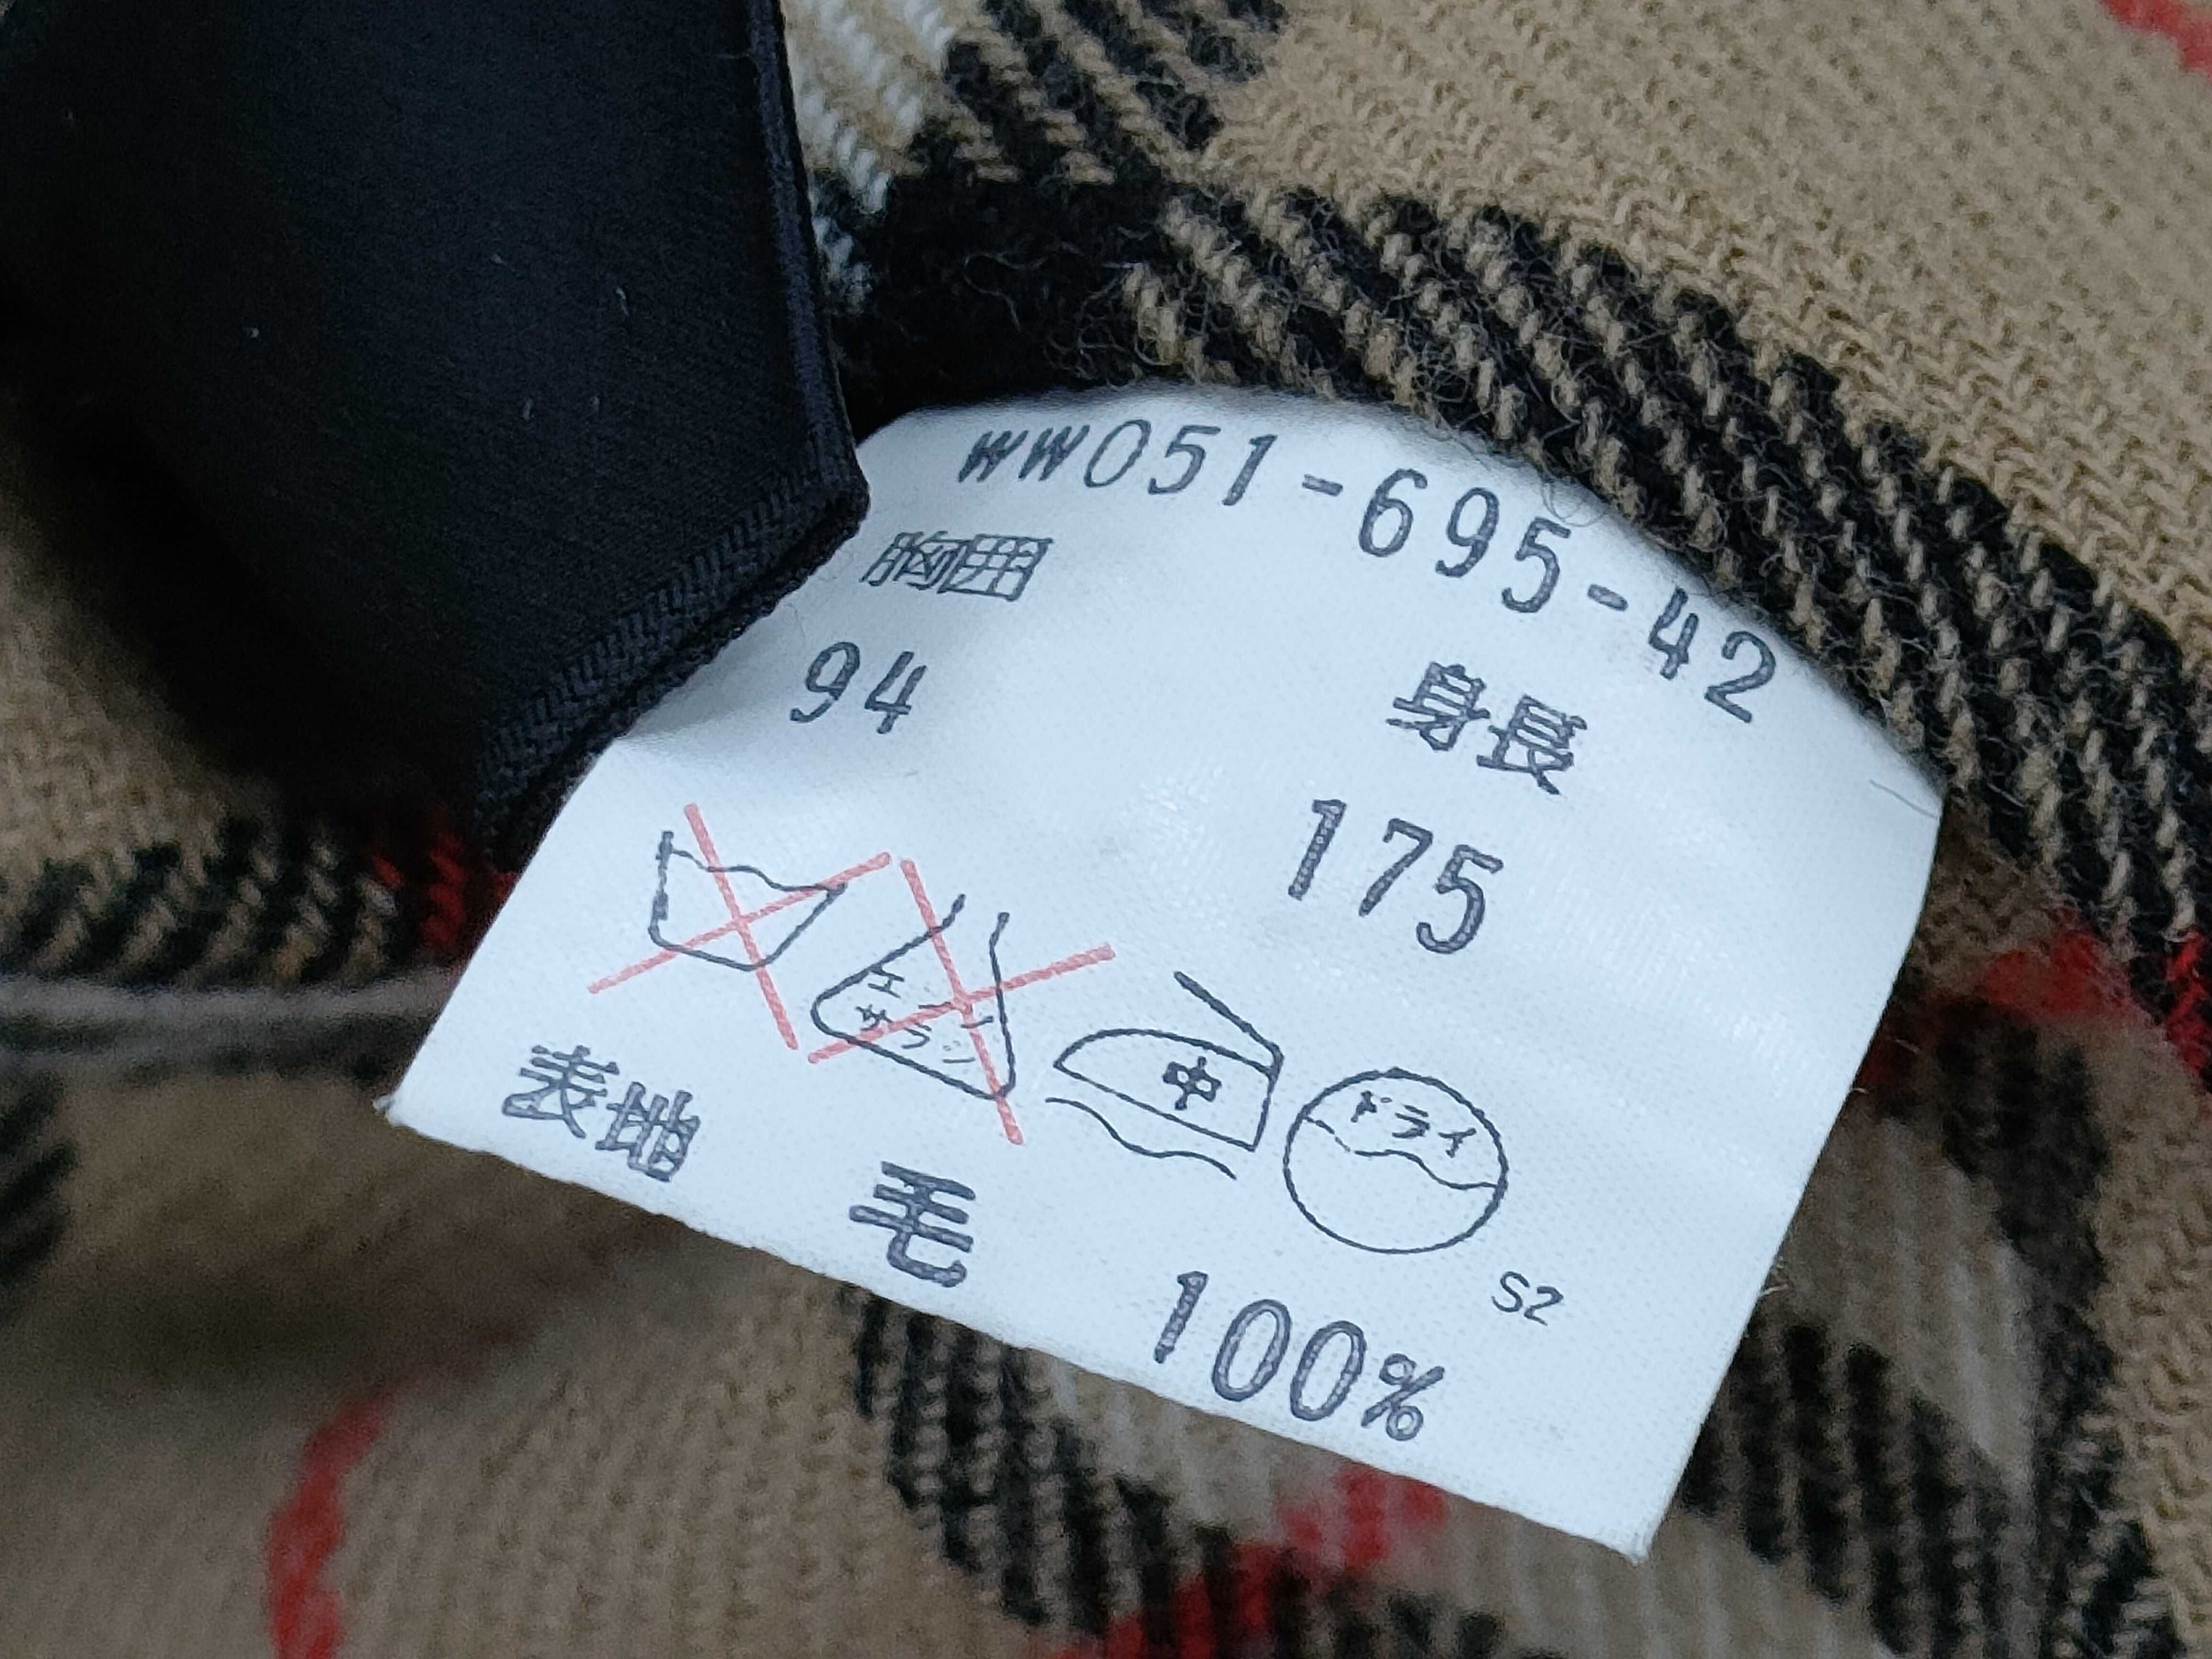 WW051-695-42
胸囲 身長
94 175
エンソ
サラシ
中
ドライ
S2
表地 毛 100%